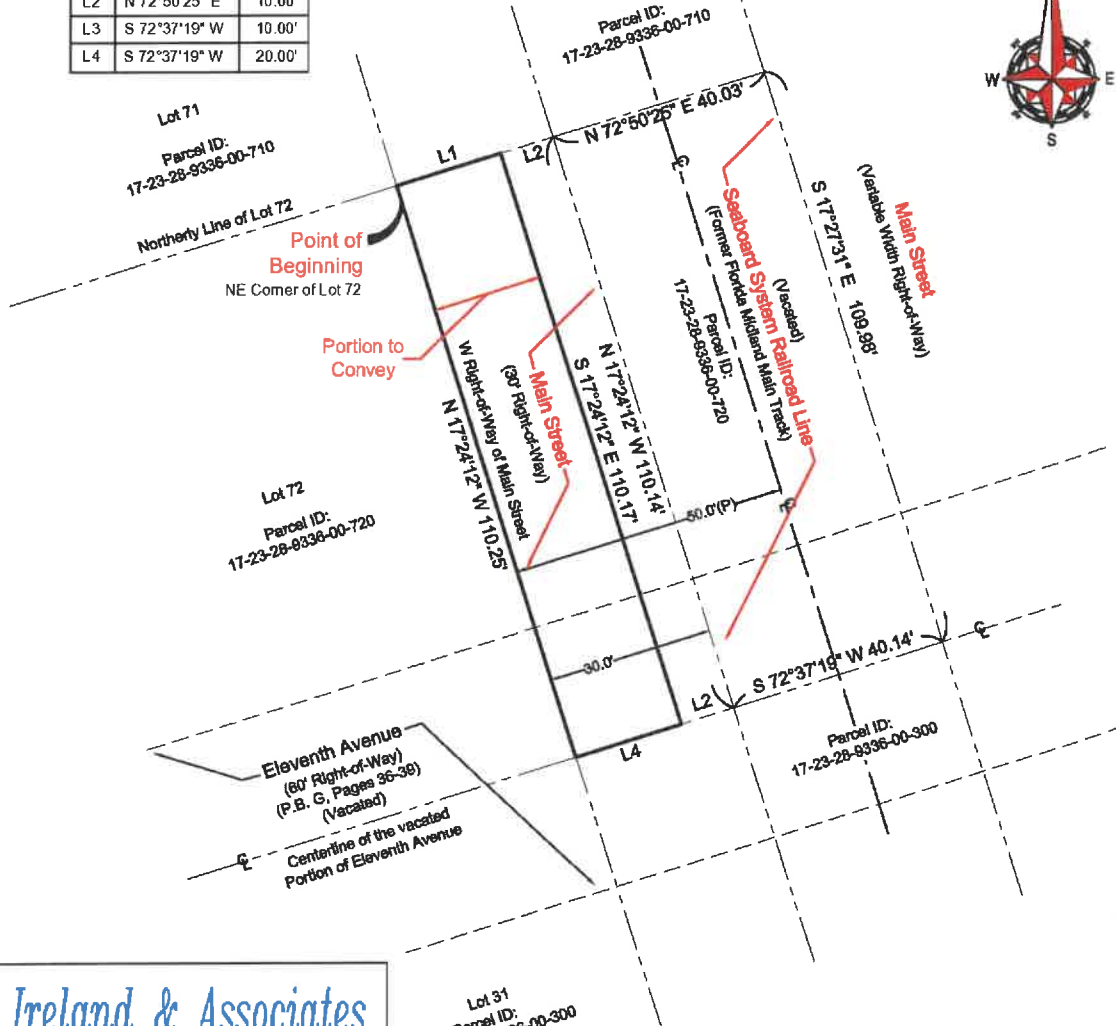 L2 N 72°50'25" E 10.00'
L3 S 72°37'19" W 10.00'
L4 S 72°37'19" W 20.00'
Parcel ID:
17-23-28-9336-00-710
W
E
S
Lot 71
Parcel ID:
17-23-28-9336-00-710
Northerly Line of Lot 72
L1
L2
N 72°50'25" E 40.03'
Point of
Beginning
NE Corner of Lot 72
Portion to
Convey
W Right-of-Way of Main Street
N 17°24'12" W 110.25'
Main Street
(30' Right-of-Way)
S 17°24'12" E 110.17'
N 17°24'12" W 110.14'
Parcel ID:
17-23-28-9336-00-720
Seaboard System Railroad Line
(Former Florida Midland Main Track)
(Vacated)
S 17°27'31" E 109.98'
Main Street
(Variable Width Right-of-Way)
Lot 72
Parcel ID:
17-23-28-9336-00-720
50.0'(P)
30.0'
L2
S 72°37'19" W 40.14'
L4
Parcel ID:
17-23-28-9336-00-300
Eleventh Avenue
(60' Right-of-Way)
(P.B. G, Pages 36-39)
(Vacated)
Centerline of the vacated
Portion of Eleventh Avenue
Ireland & Associates
Lot 31
ID:
00-300